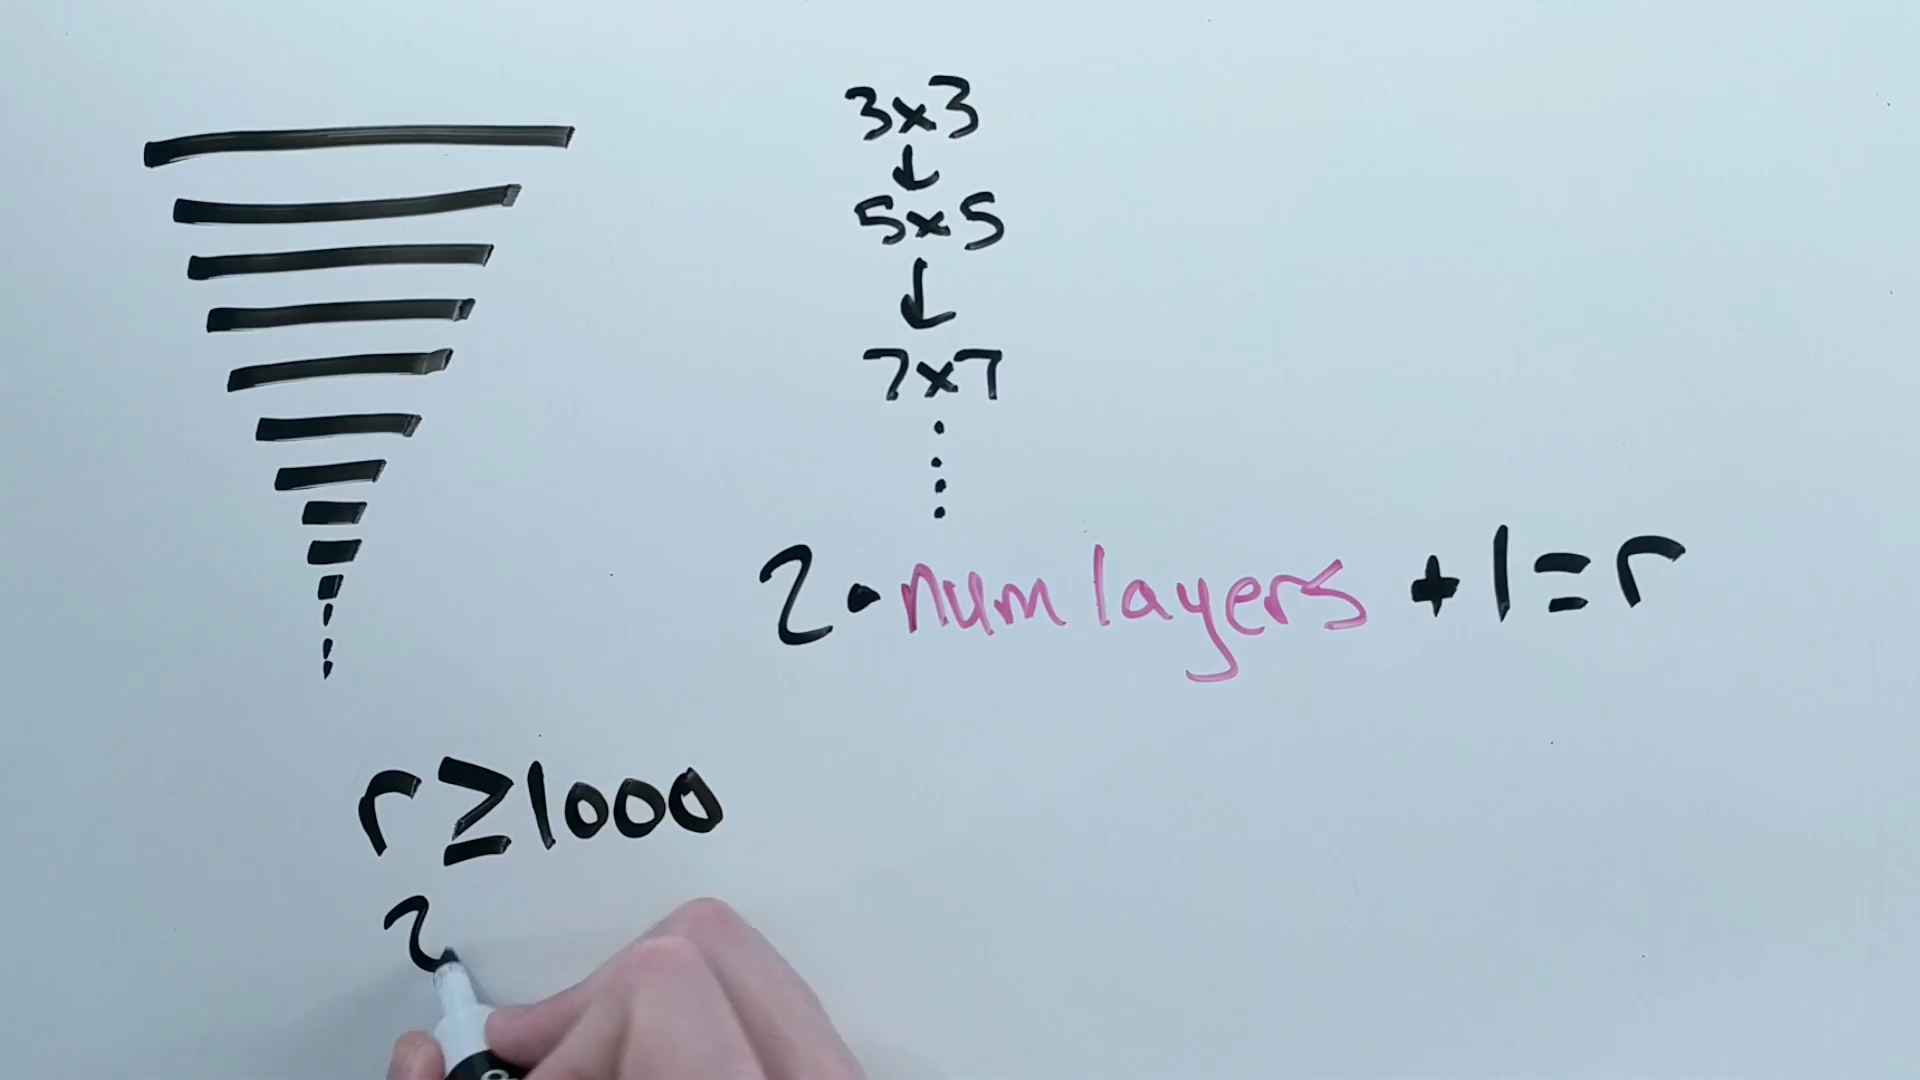 3x3
↓
5x5
↓
7x7
2•num layers + 1 = r
r ≥ 1000
2